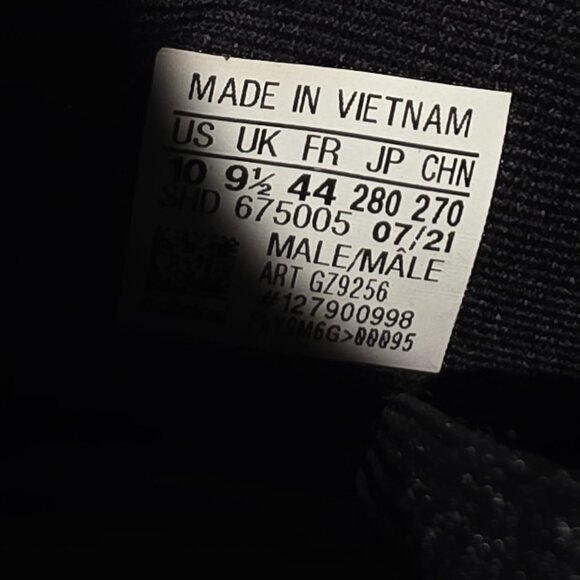 MADE IN VIETNAM
US UK FR JP CHN
10 9½ 44 280 270
SHD 675005 07/21
MALE/MÂLE
ART GZ9256
#127900998